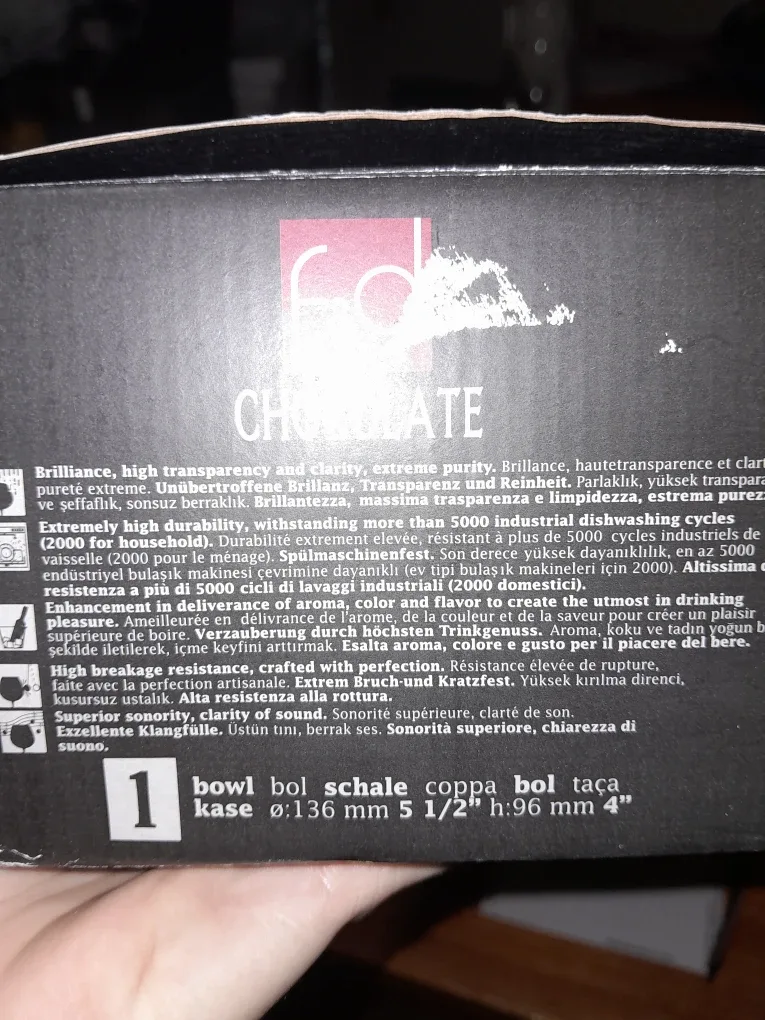 fd
CHOCOLATE
Brilliance, high transparency and clarity, extreme purity. Brillance, hautetransparence et clart
pureté extreme. Unübertroffene Brillanz, Transparenz und Reinheit. Parlaklık, yüksek transpara
ve şeffaflık, sonsuz berraklık. Brillantezza, massima trasparenza e limpidezza, estrema purez
Extremely high durability, withstanding more than 5000 industrial dishwashing cycles
(2000 for household). Durabilité extrement elevée, résistant à plus de 5000 cycles industriels de
vaisselle (2000 pour le ménage). Spülmaschinenfest. Son derece yüksek dayanıklılık, en az 5000
endüstriyel bulaşık makinesi çevrimine dayanıklı (ev tipi bulaşık makineleri için 2000). Altissima
resistenza a più di 5000 cicli di lavaggi industriali (2000 domestici).
Enhancement in deliverance of aroma, color and flavor to create the utmost in drinking
pleasure. Ameilleurée en délivrance de l'arome, de la couleur et de la saveur pour créer un plaisir
supérieure de boire. Verzauberung durch höchsten Trinkgenuss. Aroma, koku ve tadın yoğun b
şekilde iletilerek, içme keyfini arttırmak. Esalta aroma, colore e gusto per il piacere del bere.
High breakage resistance, crafted with perfection. Résistance élevée de rupture,
faite avec la perfection artisanale. Extrem Bruch-und Kratzfest. Yüksek kırılma direnci,
kusursuz ustalık. Alta resistenza alla rottura.
Superior sonority, clarity of sound. Sonorité supérieure, clarté de son.
Exzellente Klangfülle. Üstün tını, berrak ses. Sonorità superiore, chiarezza di
suono.
1 bowl bol schale coppa bol taça
kase ø:136 mm 5 1/2" h:96 mm 4"